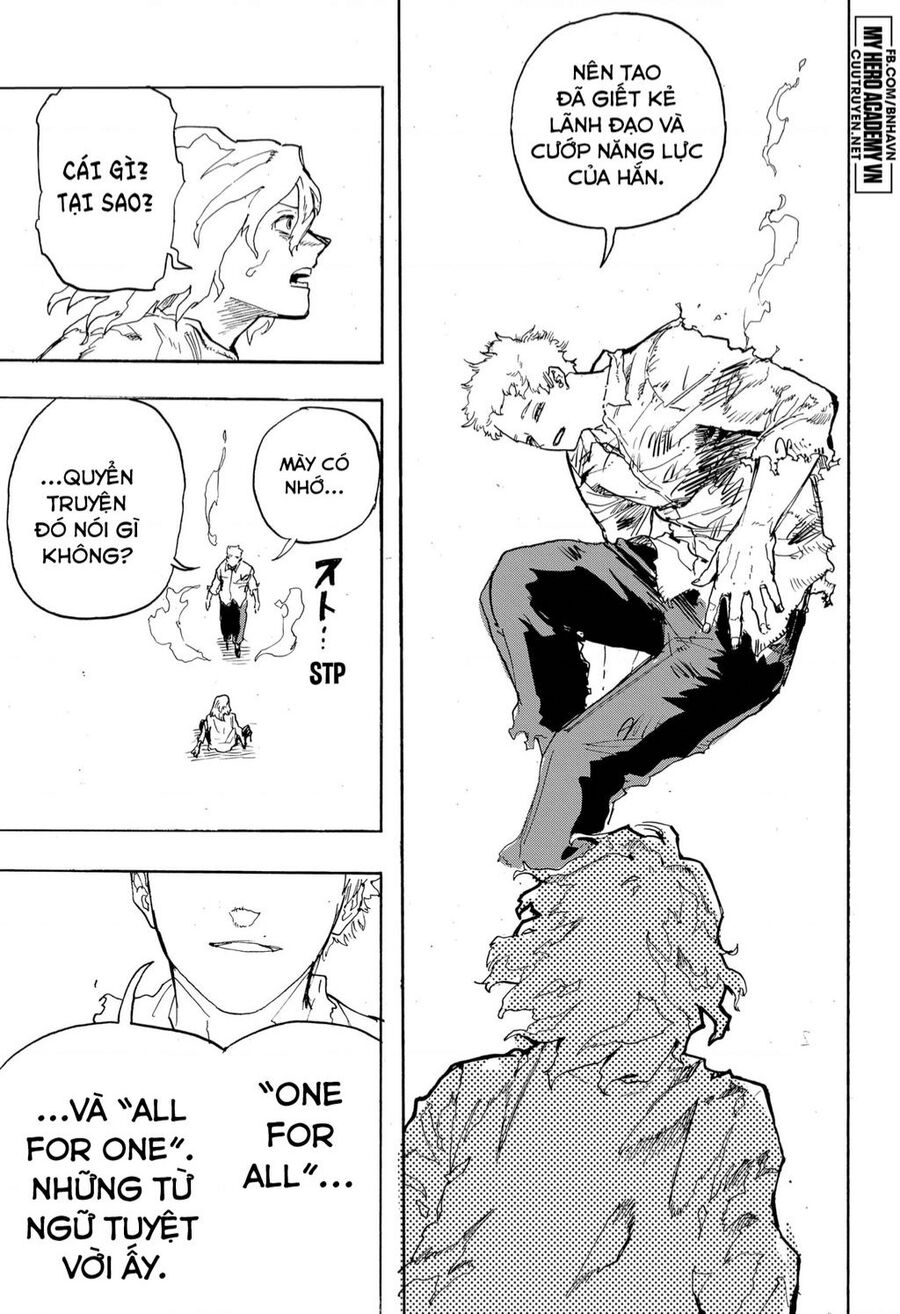 FB.COM/BNHAVN
MY HERO ACADEMY VN
CUUTRUYEN.NET
NÊN TAO
ĐÃ GIẾT KẺ
LÃNH ĐẠO VÀ
CƯỚP NĂNG LỰC
CỦA HẮN.
CÁI GÌ?
TẠI SAO?
MÀY CÓ
NHỚ...
...QUYỂN
TRUYỆN
ĐÓ NÓI GÌ
KHÔNG?
スト…
STP
“ONE
FOR
ALL”...
...VÀ “ALL
FOR ONE”.
NHỮNG TỪ
NGỮ TUYỆT
VỜI ẤY.